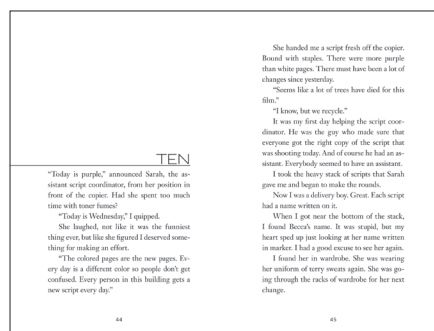 TEN
"Today is purple," announced Sarah, the as-
sistant script coordinator, from her position in
front of the copier. Had she spent too much
time with toner fumes?
"Today is Wednesday," I quipped.
She laughed, not like it was the funniest
thing ever, but like she figured I deserved some-
thing for making an effort.
"The colored pages are the new pages. Ev-
ery day is a different color so people don't get
confused. Every person in this building gets a
new script every day."
44
She handed me a script fresh off the copier.
Bound with staples. There were more purple
than white pages. There must have been a lot of
changes since yesterday.
"Seems like a lot of trees have died for this
film."
"I know, but we recycle."
It was my first day helping the script coor-
dinator. He was the guy who made sure that
everyone got the right copy of the script that
was shooting today. And of course he had an as-
sistant. Everybody seemed to have an assistant.
I took the heavy stack of scripts that Sarah
gave me and began to make the rounds.
Now I was a delivery boy. Great. Each script
had a name written on it.
When I got near the bottom of the stack,
I found Becca's name. It was stupid, but my
heart sped up just looking at her name written
in marker. I had a good excuse to see her again.
I found her in wardrobe. She was wearing
her uniform of terry sweats again. She was go-
ing through the racks of wardrobe for her next
change.
45